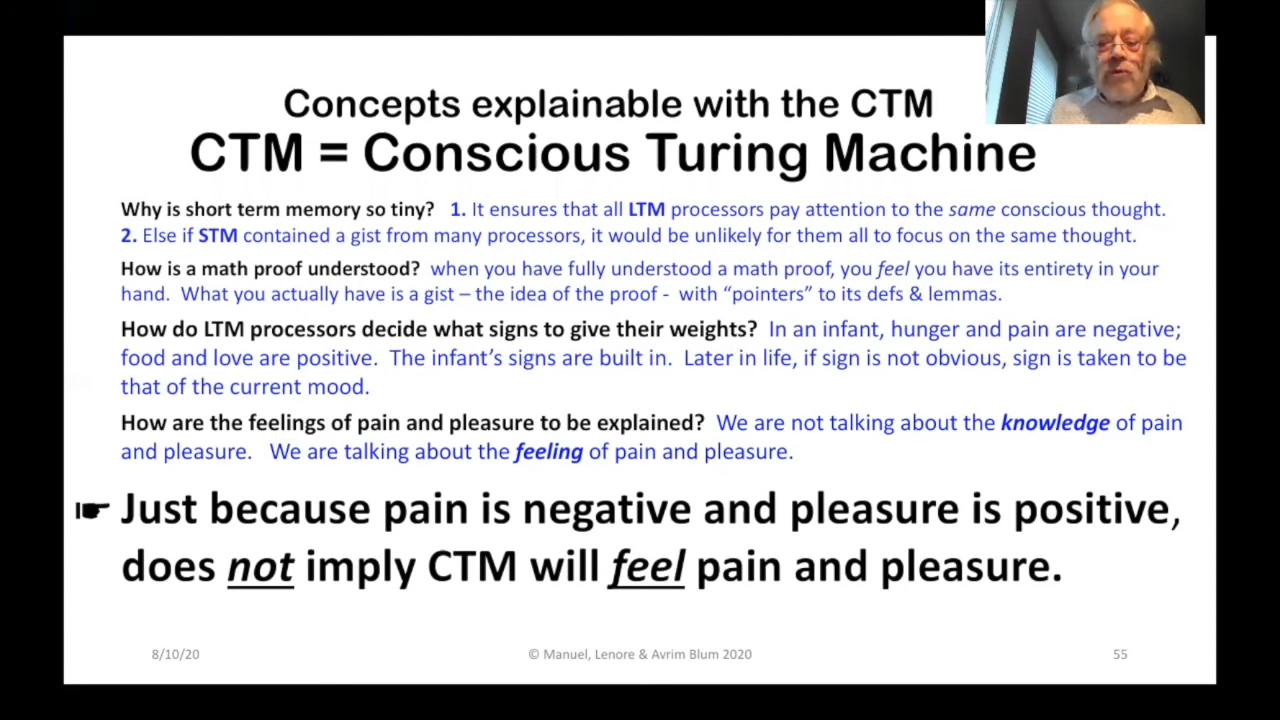 Concepts explainable with the CTM
CTM = Conscious Turing Machine
Why is short term memory so tiny? 1. It ensures that all LTM processors pay attention to the same conscious thought.
2. Else if STM contained a gist from many processors, it would be unlikely for them all to focus on the same thought.
How is a math proof understood? when you have fully understood a math proof, you feel you have its entirety in your
hand. What you actually have is a gist – the idea of the proof - with “pointers” to its defs & lemmas.
How do LTM processors decide what signs to give their weights? In an infant, hunger and pain are negative;
food and love are positive. The infant’s signs are built in. Later in life, if sign is not obvious, sign is taken to be
that of the current mood.
How are the feelings of pain and pleasure to be explained? We are not talking about the knowledge of pain
and pleasure. We are talking about the feeling of pain and pleasure.
☛ Just because pain is negative and pleasure is positive,
does not imply CTM will feel pain and pleasure.
8/10/20 © Manuel, Lenore & Avrim Blum 2020 55